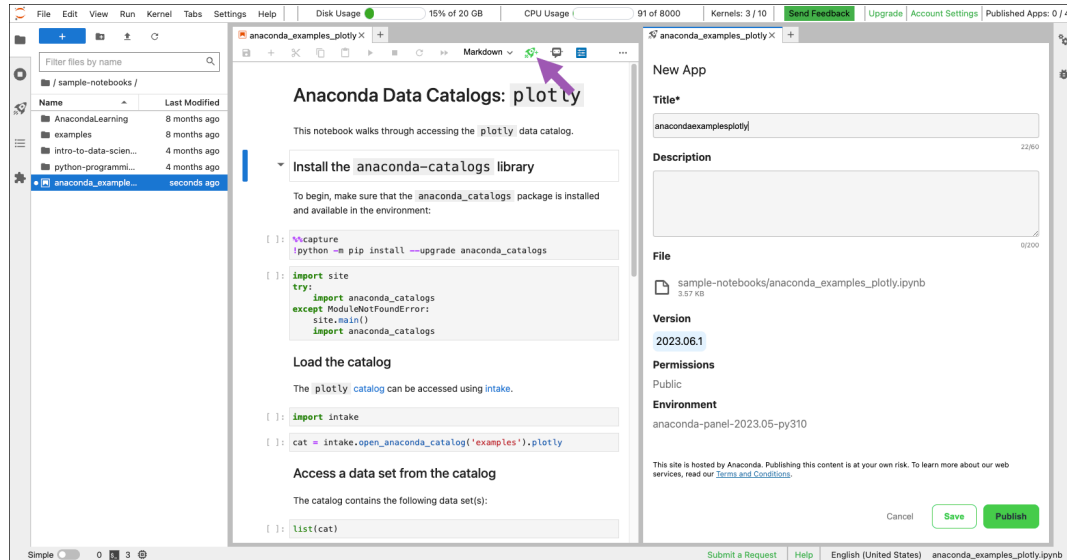 File Edit View Run Kernel Tabs Settings Help Disk Usage 15% of 20 GB CPU Usage 91 of 8000 Kernels: 3 / 10 Send Feedback Upgrade Account Settings Published Apps: 0 / 4
Filter files by name
/ sample-notebooks /
Name Last Modified
AnacondaLearning 8 months ago
examples 8 months ago
intro-to-data-scien... 4 months ago
python-programmi... 4 months ago
anaconda_example... seconds ago
anaconda_examples_plotly
Markdown
Anaconda Data Catalogs: plotly
This notebook walks through accessing the plotly data catalog.
Install the anaconda-catalogs library
To begin, make sure that the anaconda_catalogs package is installed
and available in the environment:
[ ]: %%capture
!python -m pip install --upgrade anaconda_catalogs
[ ]: import site
try:
import anaconda_catalogs
except ModuleNotFoundError:
site.main()
import anaconda_catalogs
Load the catalog
The plotly catalog can be accessed using intake.
[ ]: import intake
[ ]: cat = intake.open_anaconda_catalog('examples').plotly
Access a data set from the catalog
The catalog contains the following data set(s):
[ ]: list(cat)
anaconda_examples_plotly
New App
Title*
anacondaexamplesplotly
22/60
Description
0/200
File
sample-notebooks/anaconda_examples_plotly.ipynb
3.57 KB
Version
2023.06.1
Permissions
Public
Environment
anaconda-panel-2023.05-py310
This site is hosted by Anaconda. Publishing this content is at your own risk. To learn more about our web
services, read our Terms and Conditions.
Cancel Save Publish
Simple 0 3 Submit a Request Help English (United States) anaconda_examples_plotly.ipynb